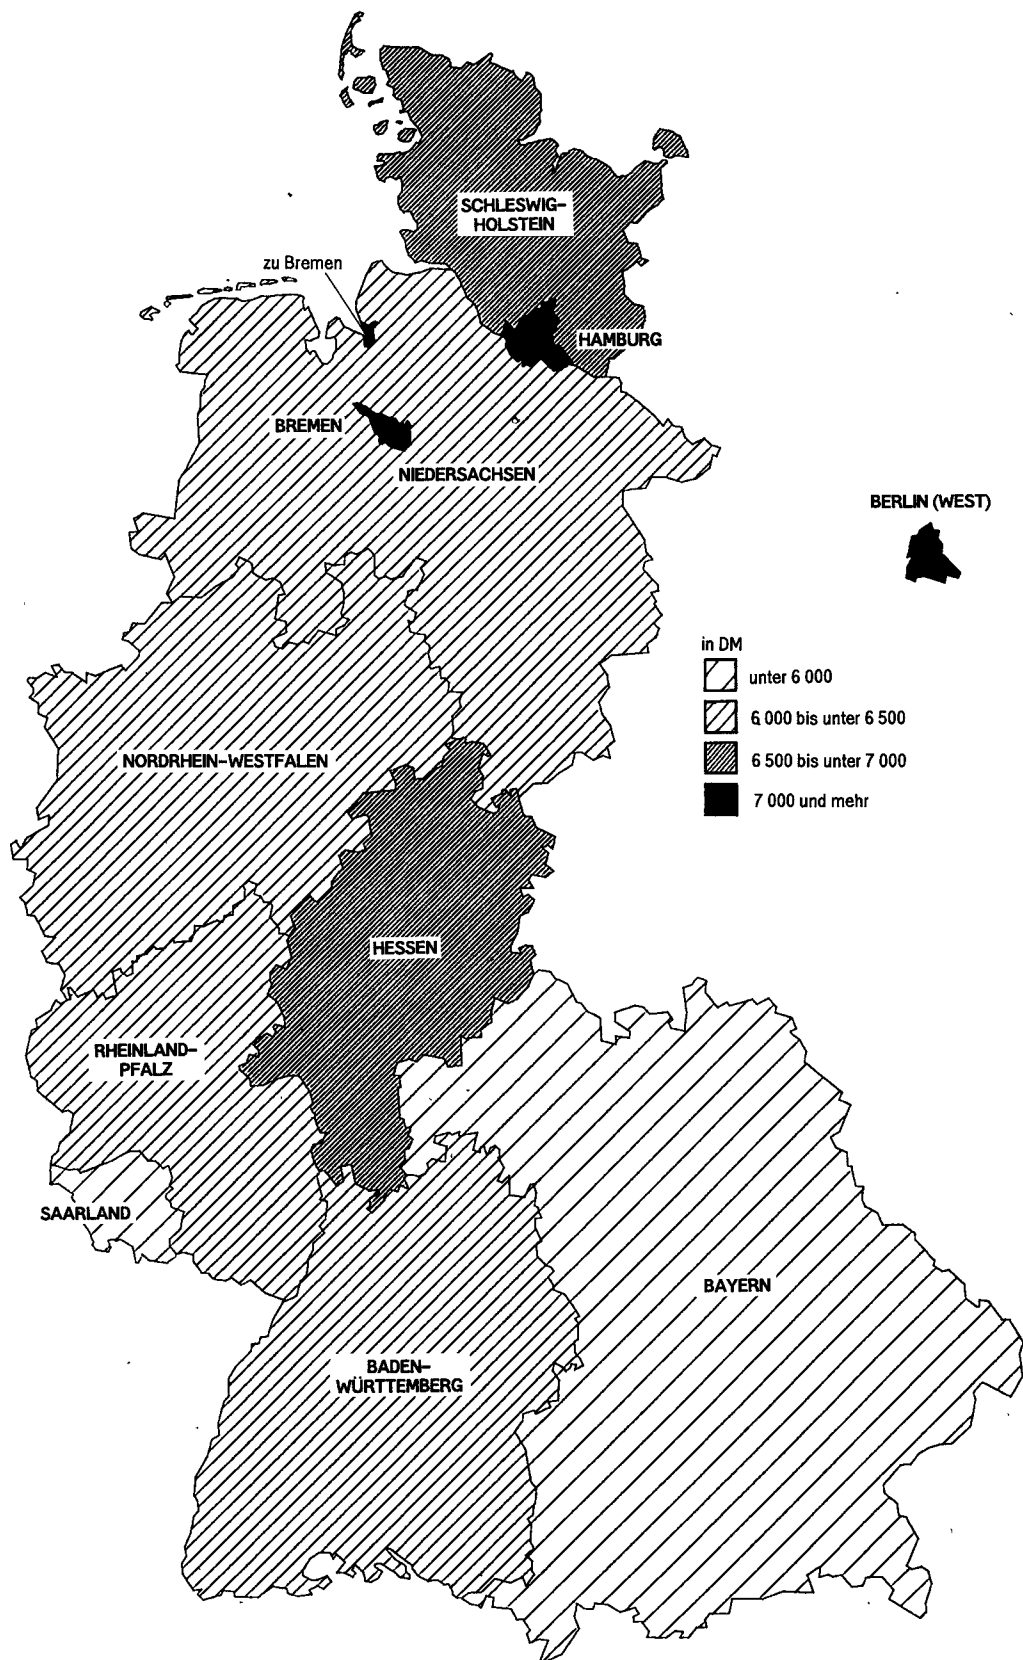 SCHLESWIG-
HOLSTEIN
zu Bremen
HAMBURG
BREMEN
NIEDERSACHSEN
BERLIN (WEST)
in DM
unter 6 000
6 000 bis unter 6 500
6 500 bis unter 7 000
7 000 und mehr
NORDRHEIN-WESTFALEN
HESSEN
RHEINLAND-
PFALZ
SAARLAND
BAYERN
BADEN-
WÜRTTEMBERG